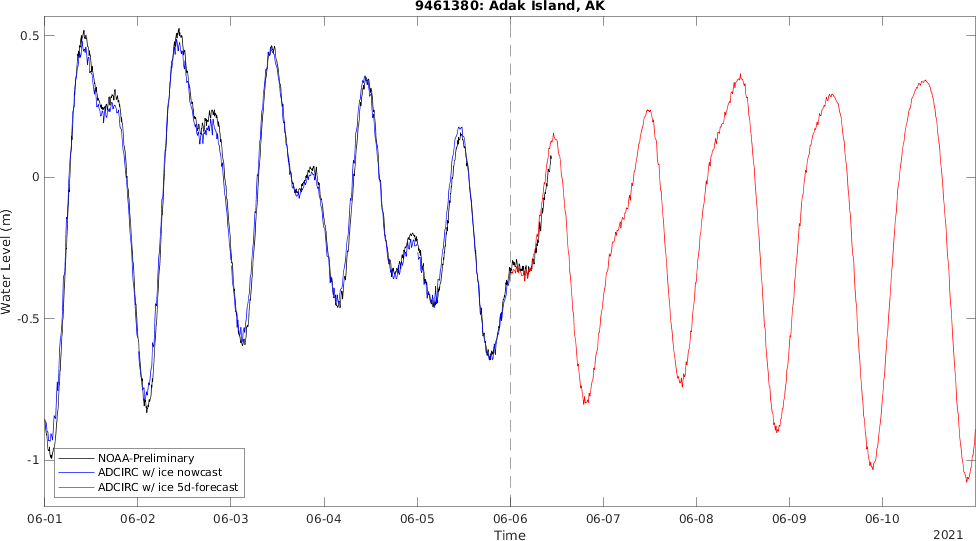 9461380: Adak Island, AK
0.5
0
-0.5
-1
Water Level (m)
NOAA-Preliminary
ADCIRC w/ ice nowcast
ADCIRC w/ ice 5d-forecast
06-01 06-02 06-03 06-04 06-05 06-06 06-07 06-08 06-09 06-10
Time
2021